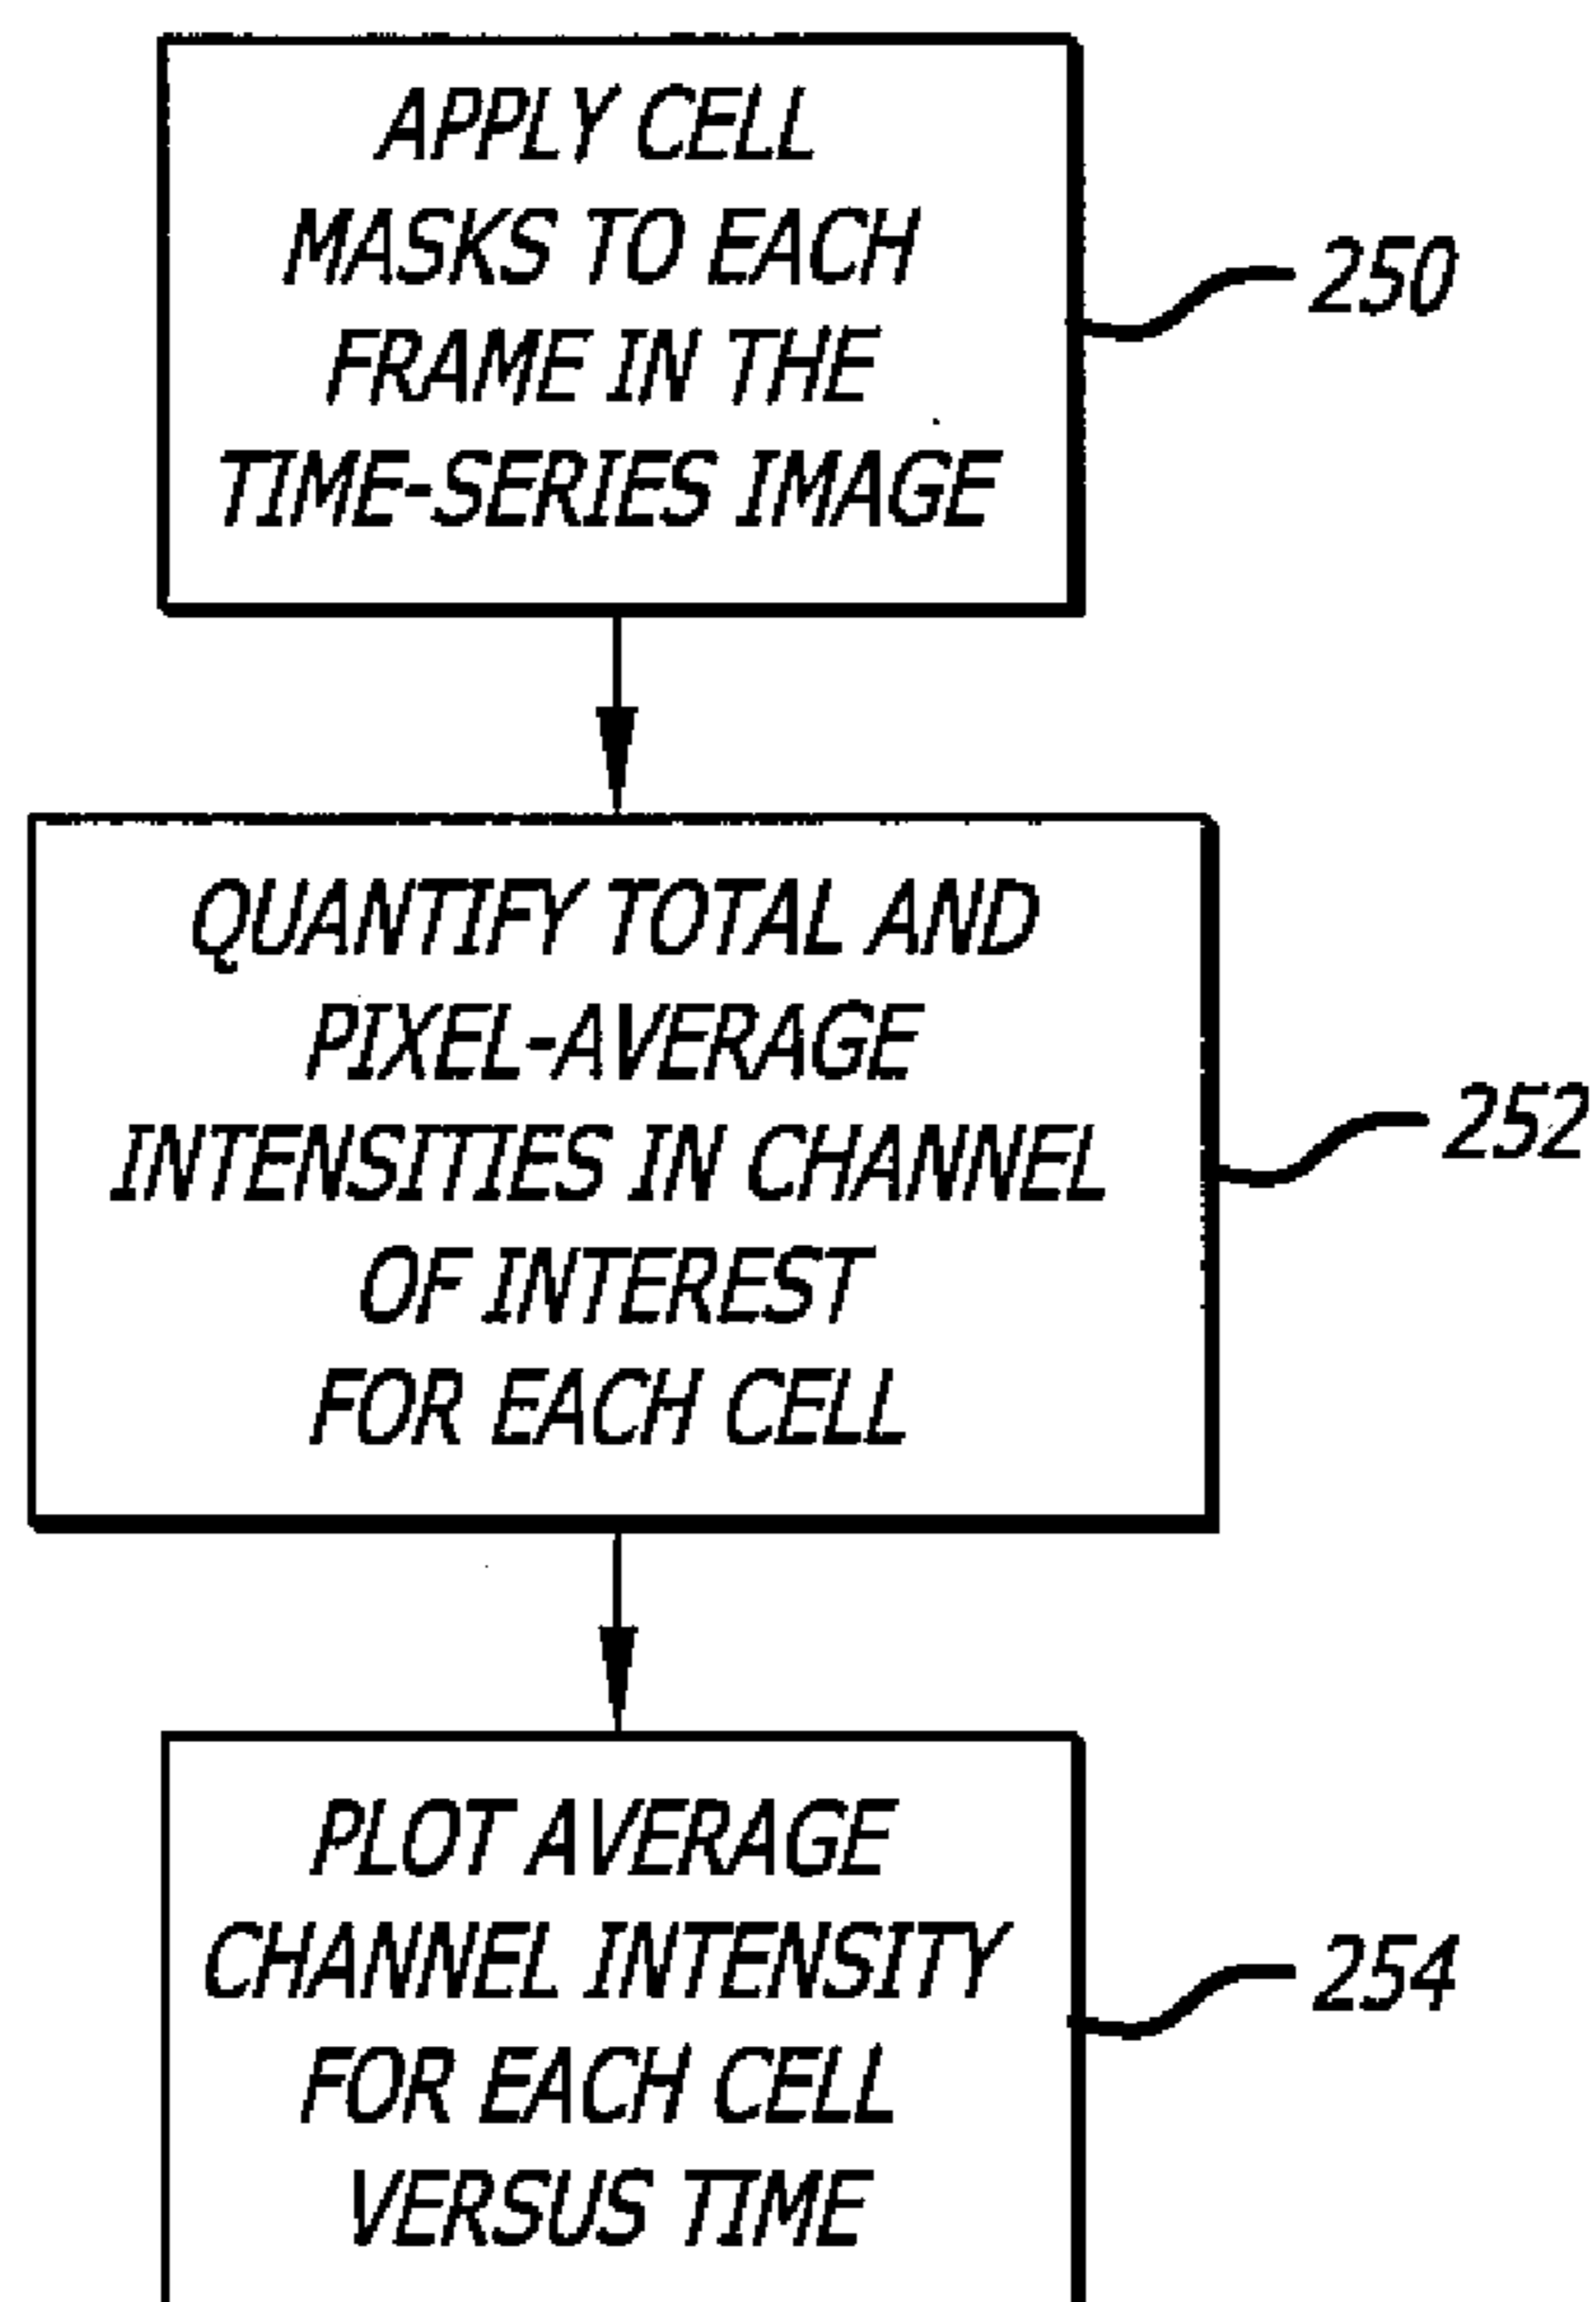 APPLY CELL
MASKS TO EACH
FRAME IN THE
TIME-SERIES IMAGE
250
QUANTIFY TOTAL AND
PIXEL-AVERAGE
INTENSITIES IN CHANNEL
OF INTEREST
FOR EACH CELL
252
PLOT AVERAGE
CHANNEL INTENSITY
FOR EACH CELL
VERSUS TIME
254